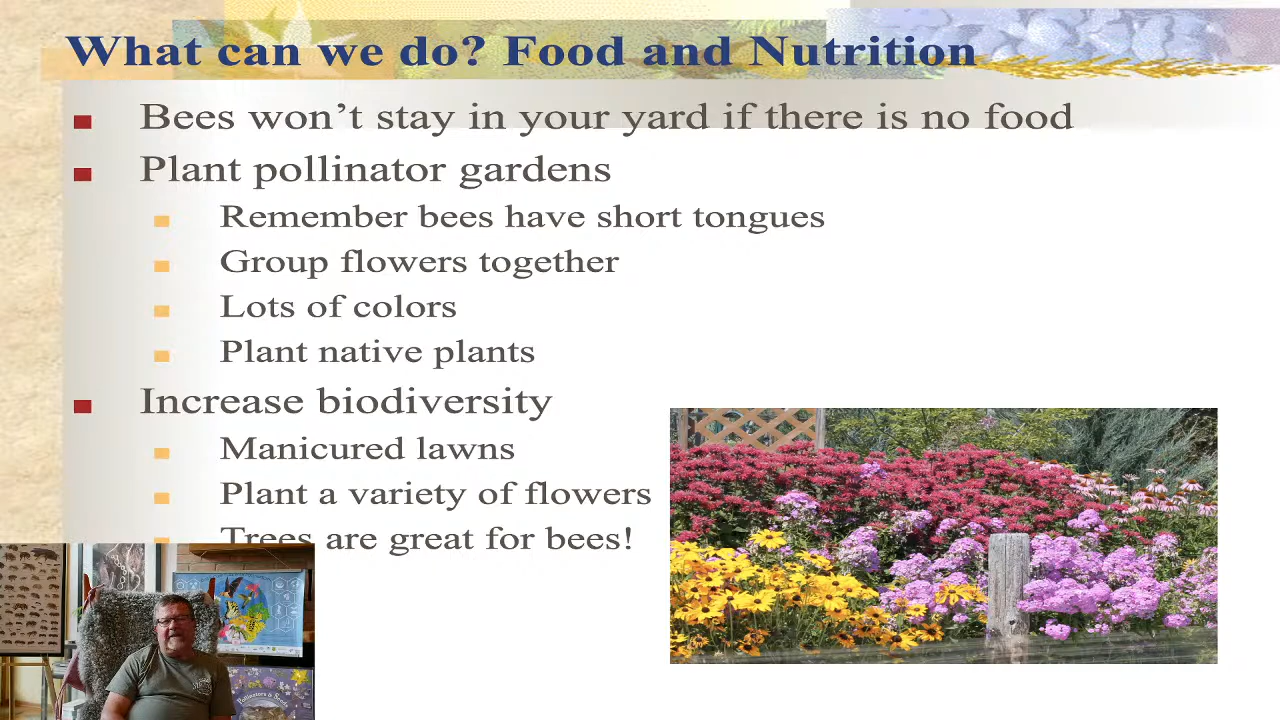 What can we do? Food and Nutrition
Bees won’t stay in your yard if there is no food
Plant pollinator gardens
Remember bees have short tongues
Group flowers together
Lots of colors
Plant native plants
Increase biodiversity
Manicured lawns
Plant a variety of flowers
Trees are great for bees!
Pollinators & Seeds